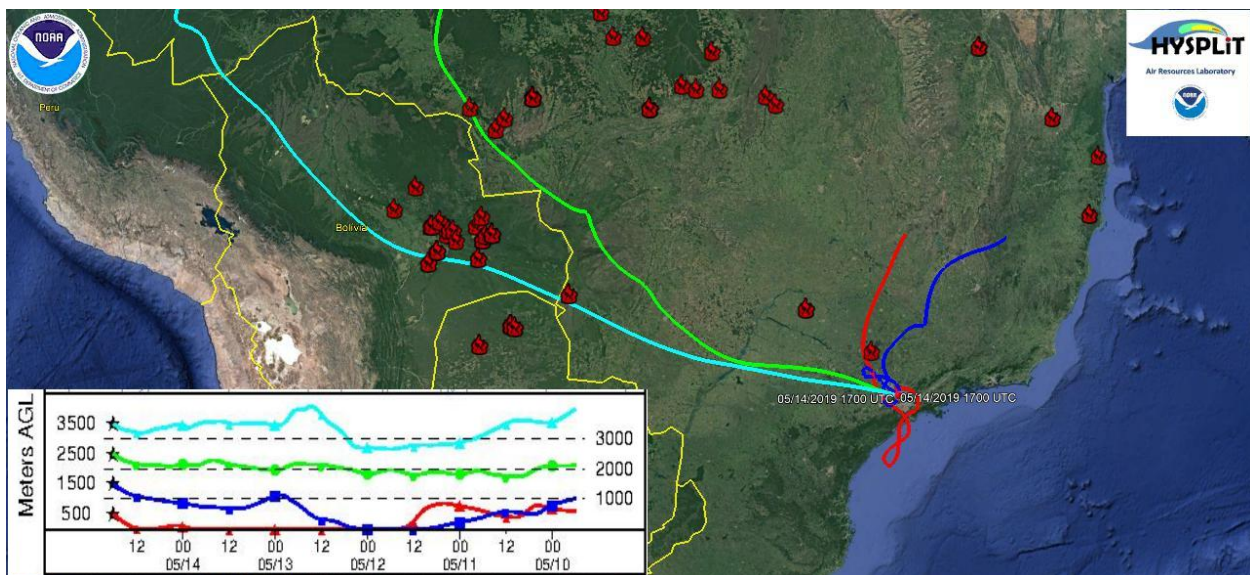 NOAA
HYSPLIT
Air Resources Laboratory
NOAA
Peru
Bolivia
05/14/2019 1700 UTC
05/14/2019 1700 UTC
Meters AGL
3500
2500
1500
500
3000
2000
1000
12 00 12 00 12 00 12 00 12 00
05/14 05/13 05/12 05/11 05/10